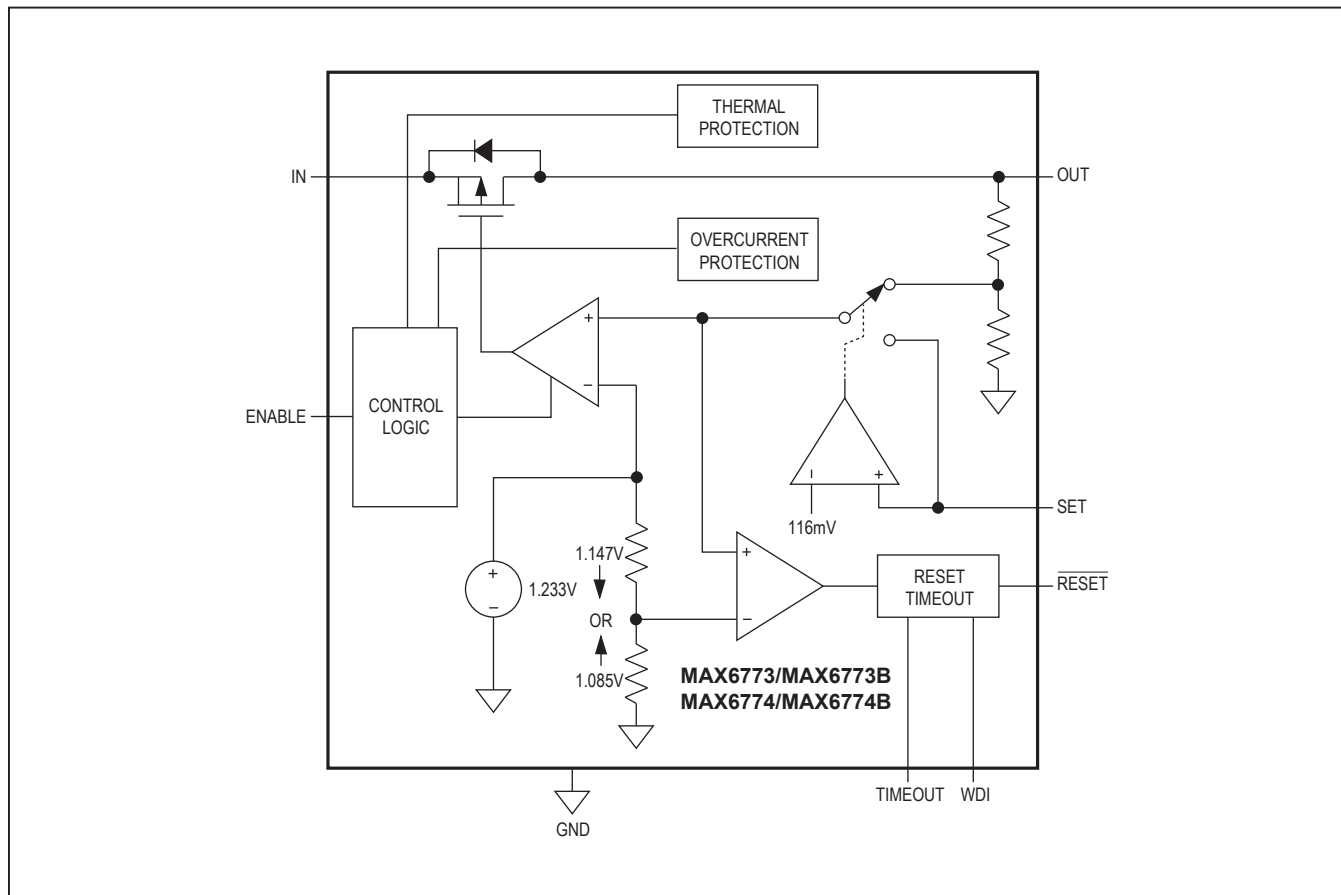 THERMAL
PROTECTION
IN
OUT
OVERCURRENT
PROTECTION
+
−
ENABLE
CONTROL
LOGIC
− +
116mV
SET
1.147V
+
−
1.233V
OR
1.085V
+
−
RESET
TIMEOUT
RESET
MAX6773/MAX6773B
MAX6774/MAX6774B
TIMEOUT WDI
GND